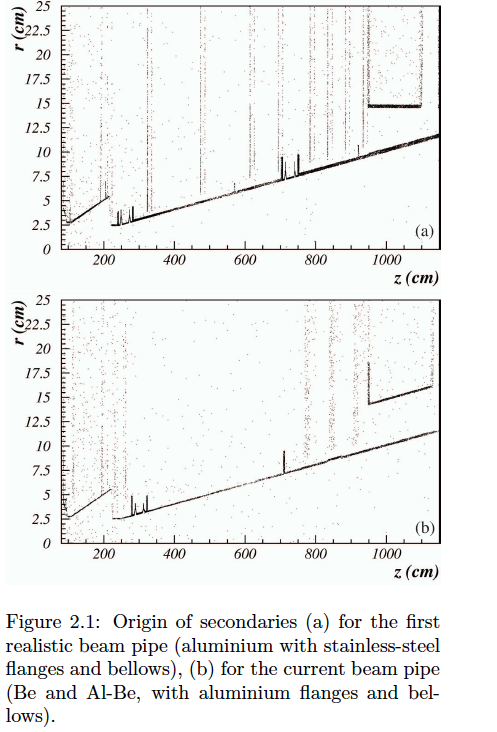 r (cm)
25
22.5
20
17.5
15
12.5
10
7.5
5
2.5
0
(a)
200 400 600 800 1000
z (cm)
r (cm)
25
22.5
20
17.5
15
12.5
10
7.5
5
2.5
0
(b)
200 400 600 800 1000
z (cm)
Figure 2.1: Origin of secondaries (a) for the first
realistic beam pipe (aluminium with stainless-steel
flanges and bellows), (b) for the current beam pipe
(Be and Al-Be, with aluminium flanges and bel-
lows).